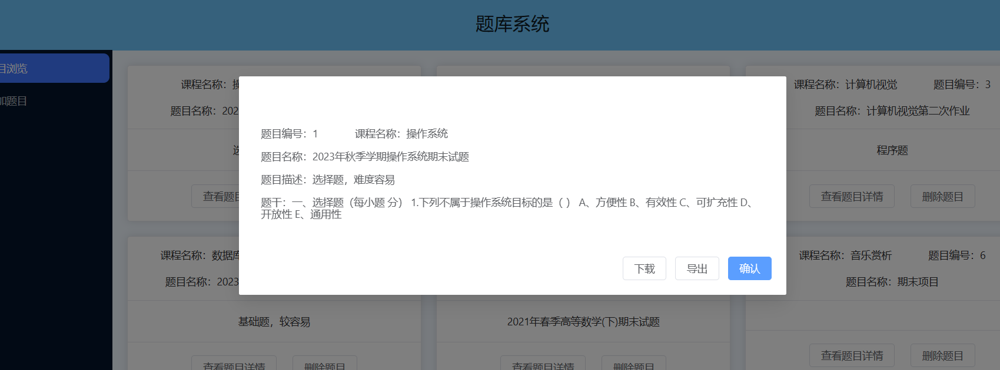 题库系统
目浏览
加题目
课程名称：操
题目名称：202
查看题目
课程名称：计算机视觉 题目编号：3
题目名称：计算机视觉第二次作业
程序题
查看题目详情 删除题目
题目编号：1 课程名称：操作系统
题目名称：2023年秋季学期操作系统期末试题
题目描述：选择题，难度容易
题干：一、选择题（每小题 分） 1.下列不属于操作系统目标的是（ ） A、方便性 B、有效性 C、可扩充性 D、
开放性 E、通用性
下载 导出 确认
课程名称：数据库
题目名称：2023
基础题，较容易
查看题目详情 删除题目
2021年春季高等数学(下)期末试题
查看题目详情 删除题目
课程名称：音乐赏析 题目编号：6
题目名称：期末项目
查看题目详情 删除题目